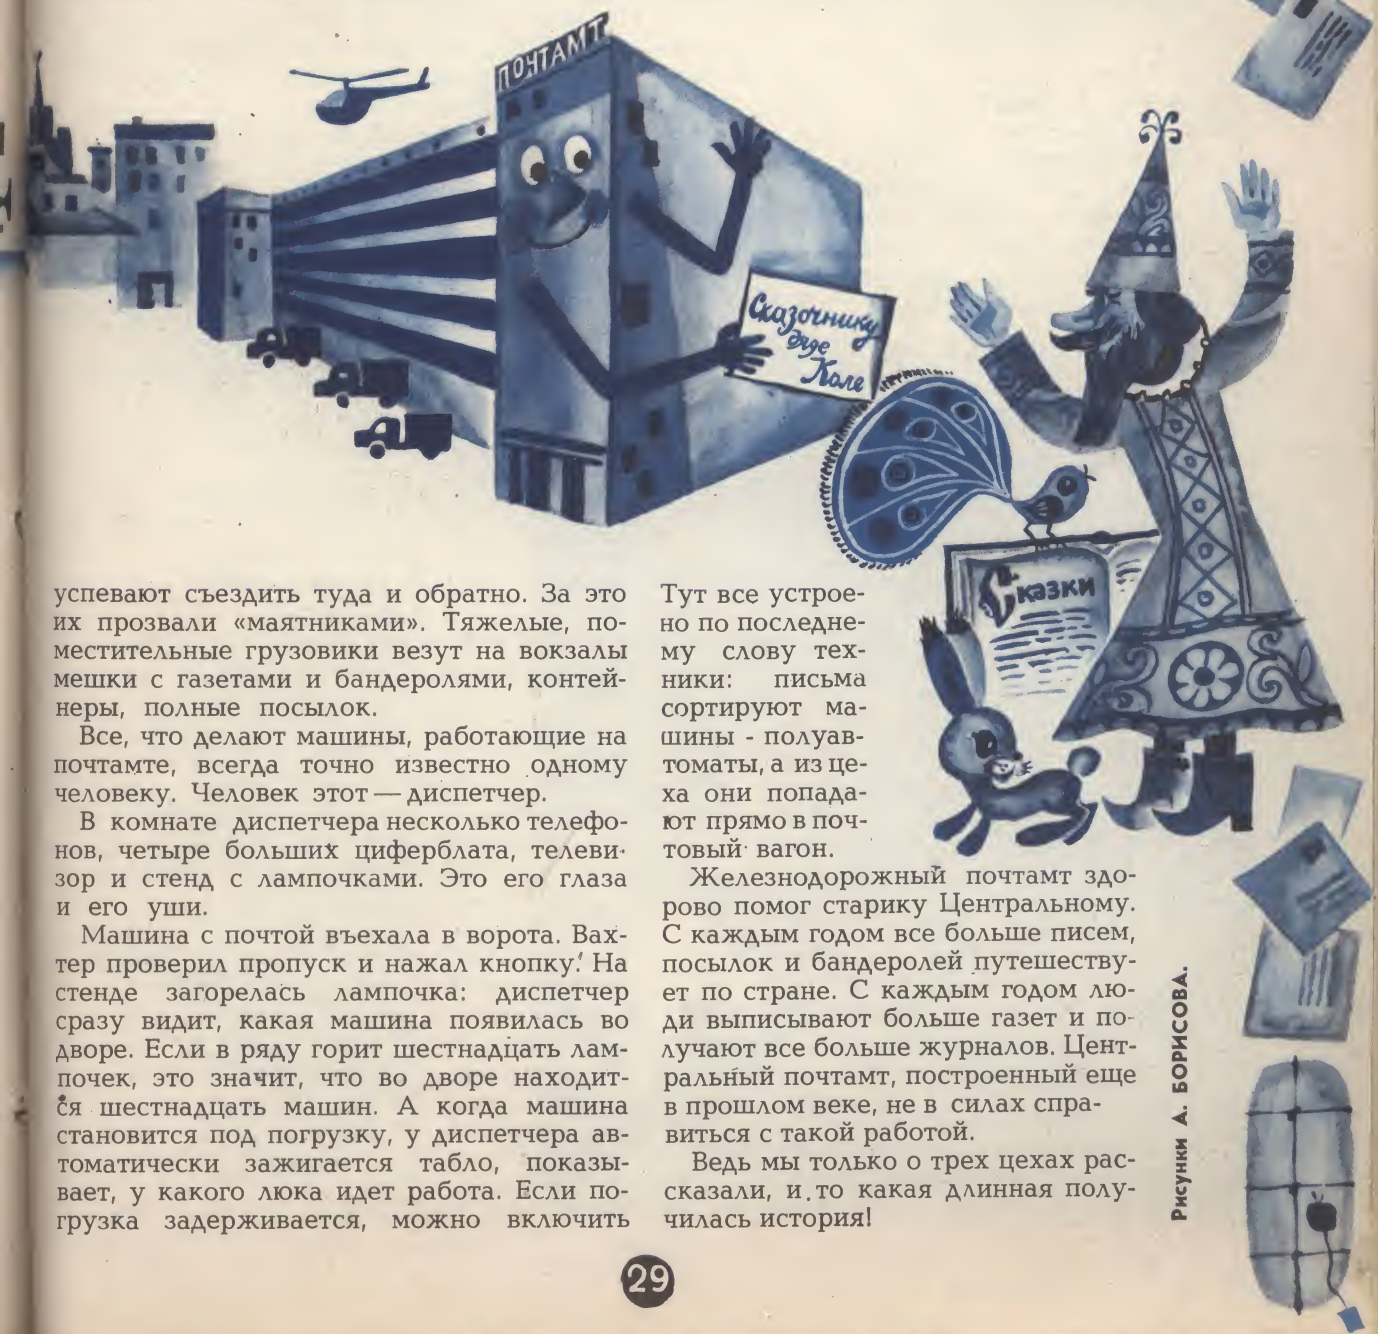 ПОЧТАМТ
Сказочнику
дяде
Коле
Сказки
успевают съездить туда и обратно. За это
их прозвали «маятниками». Тяжелые, по-
местительные грузовики везут на вокзалы
мешки с газетами и бандеролями, контей-
неры, полные посылок.
Все, что делают машины, работающие на
почтамте, всегда точно известно одному
человеку. Человек этот — диспетчер.
В комнате диспетчера несколько телефо-
нов, четыре больших циферблата, телеви-
зор и стенд с лампочками. Это его глаза
и его уши.
Машина с почтой въехала в ворота. Вах-
тер проверил пропуск и нажал кнопку. На
стенде загорелась лампочка: диспетчер
сразу видит, какая машина появилась во
дворе. Если в ряду горит шестнадцать лам-
почек, это значит, что во дворе находит-
ся шестнадцать машин. А когда машина
становится под погрузку, у диспетчера ав-
томатически зажигается табло, показы-
вает, у какого люка идет работа. Если по-
грузка задерживается, можно включить
Тут все устрое-
но по последне-
му слову тех-
ники: письма
сортируют ма-
шины - полуав-
томаты, а из це-
ха они попада-
ют прямо в поч-
товый вагон.
Железнодорожный почтамт здо-
рово помог старику Центральному.
С каждым годом все больше писем,
посылок и бандеролей путешеству-
ет по стране. С каждым годом лю-
ди выписывают больше газет и по-
лучают все больше журналов. Цент-
ральный почтамт, построенный еще
в прошлом веке, не в силах спра-
виться с такой работой.
Ведь мы только о трех цехах рас-
сказали, и то какая длинная полу-
чилась история!
Рисунки А. БОРИСОВА.
29